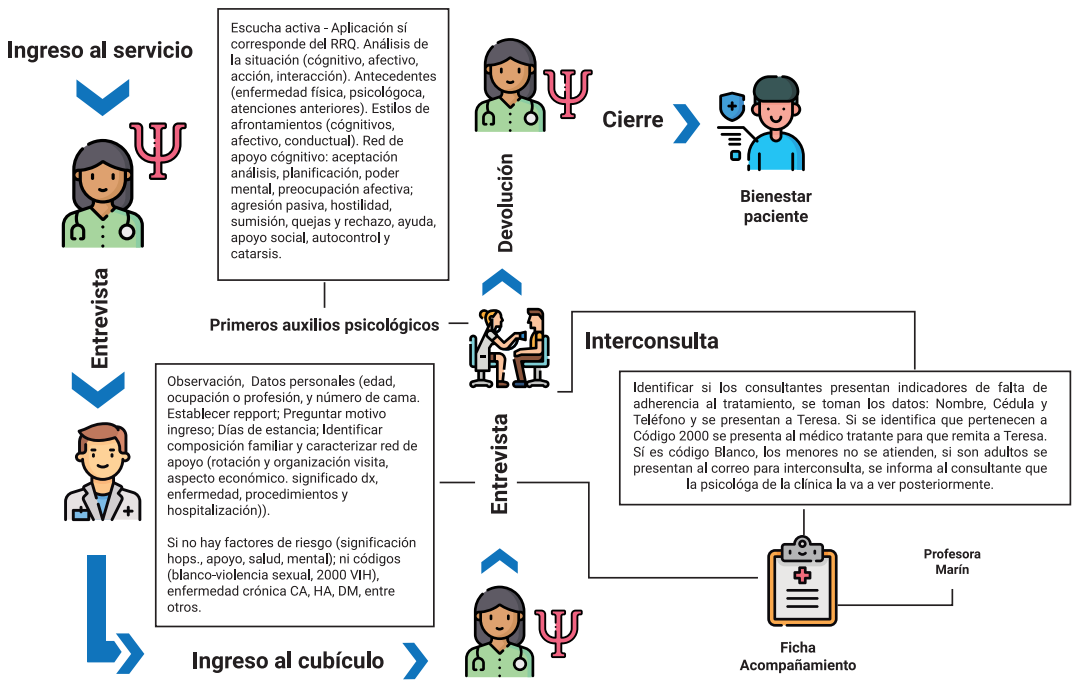 Ingreso al servicio
Entrevista
Escucha activa - Aplicación sí
corresponde del RRQ. Análisis de
la situación (cógnitivo, afectivo,
acción, interacción). Antecedentes
(enfermedad física, psicológoca,
atenciones anteriores). Estilos de
afrontamientos (cógnitivos,
afectivo, conductual). Red de
apoyo cógnitivo: aceptación
análisis, planificación, poder
mental, preocupación afectiva;
agresión pasiva, hostilidad,
sumisión, quejas y rechazo, ayuda,
apoyo social, autocontrol y
catarsis.
Primeros auxilios psicológicos
Observación, Datos personales (edad,
ocupación o profesión, y número de cama.
Establecer repport; Preguntar motivo
ingreso; Días de estancia; Identificar
composición familiar y caracterizar red de
apoyo (rotación y organización visita,
aspecto económico. significado dx,
enfermedad, procedimientos y
hospitalización)).
Si no hay factores de riesgo (significación
hops., apoyo, salud, mental); ni códigos
(blanco-violencia sexual, 2000 VIH),
enfermedad crónica CA, HA, DM, entre
otros.
Ingreso al cubículo
Entrevista
Devolución
Cierre
Bienestar
paciente
Interconsulta
Identificar si los consultantes presentan indicadores de falta de
adherencia al tratamiento, se toman los datos: Nombre, Cédula y
Teléfono y se presentan a Teresa. Si se identifica que pertenecen a
Código 2000 se presenta al médico tratante para que remita a Teresa.
Sí es código Blanco, los menores no se atienden, si son adultos se
presentan al correo para interconsulta, se informa al consultante que
la psicológa de la clínica la va a ver posteriormente.
Profesora
Marín
Ficha
Acompañamiento